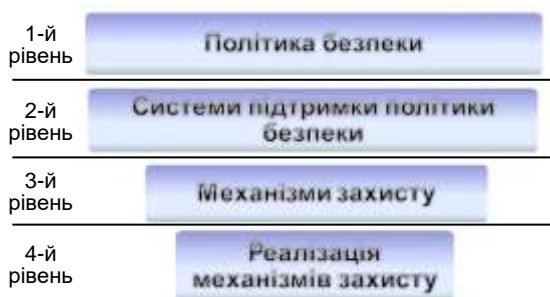 1-й
рівень
Політика безпеки
2-й
рівень
Системи підтримки політики
безпеки
3-й
рівень
Механізми захисту
4-й
рівень
Реалізація
механізмів захисту